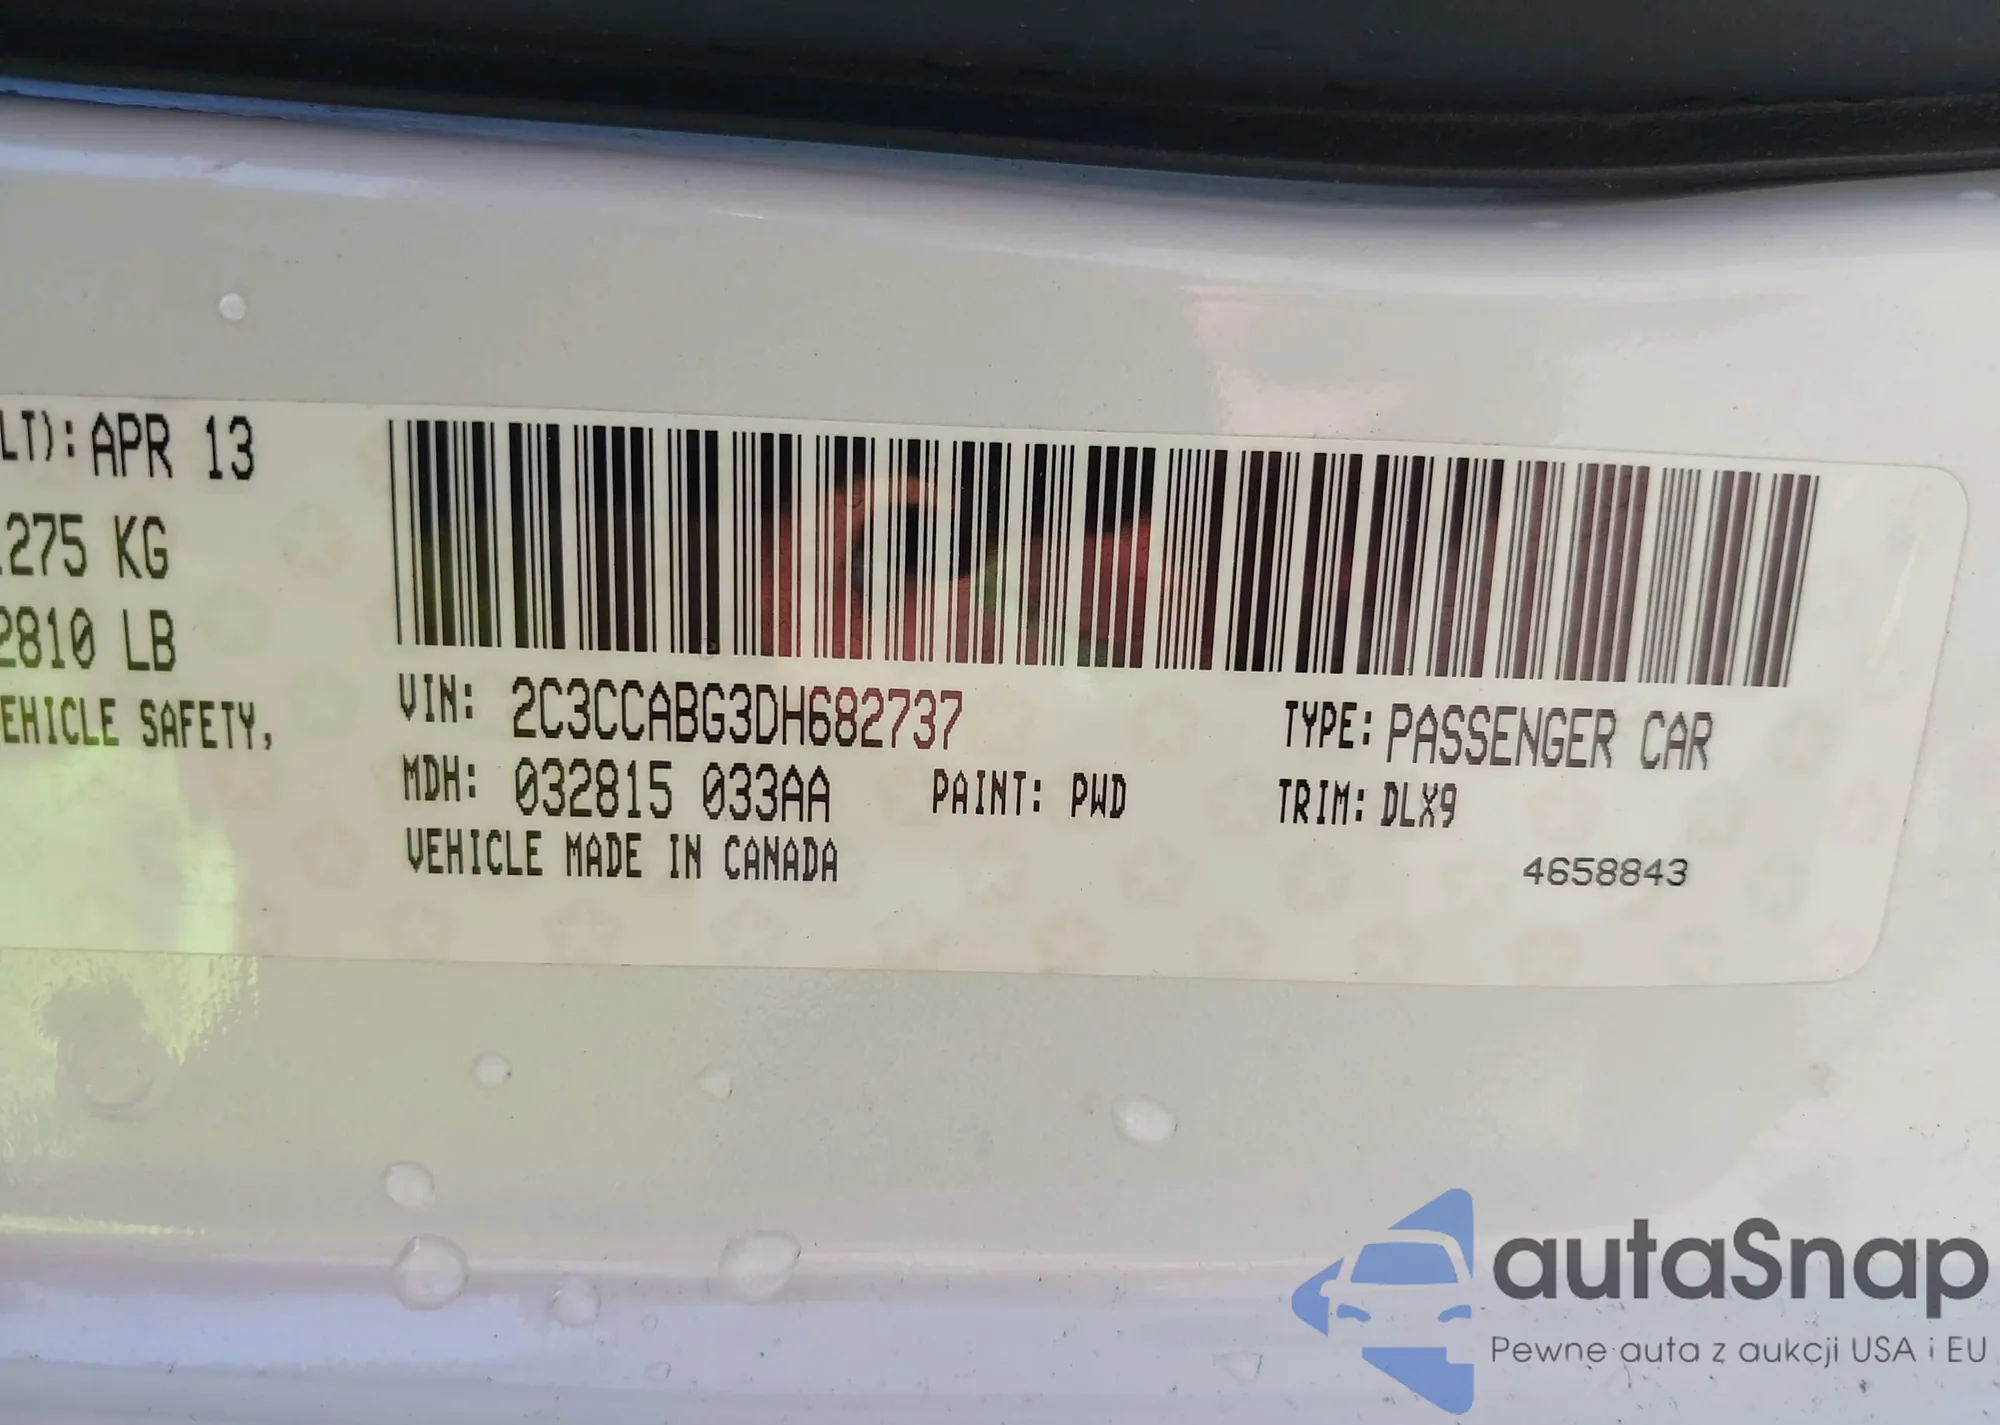 LT): APR 13
275 KG
2810 LB
EHICLE SAFETY,
VIN: 2C3CCABG3DH682737
TYPE: PASSENGER CAR
MDH: 032815 033AA
PAINT: PWD
TRIM: DLX9
VEHICLE MADE IN CANADA
4658843
autaSnap
Pewne auta z aukcji USA i EU